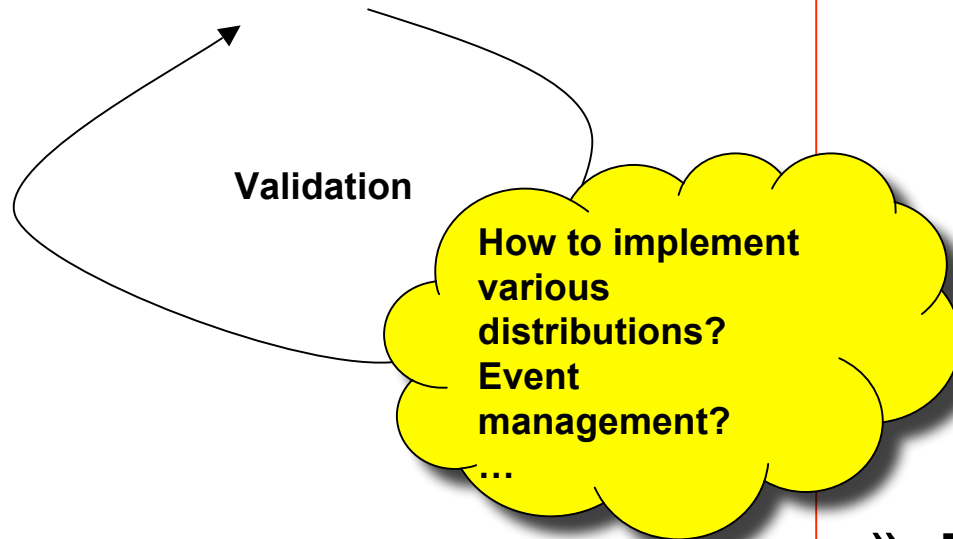 Validation
How to implement
various
distributions?
Event
management?
…
»